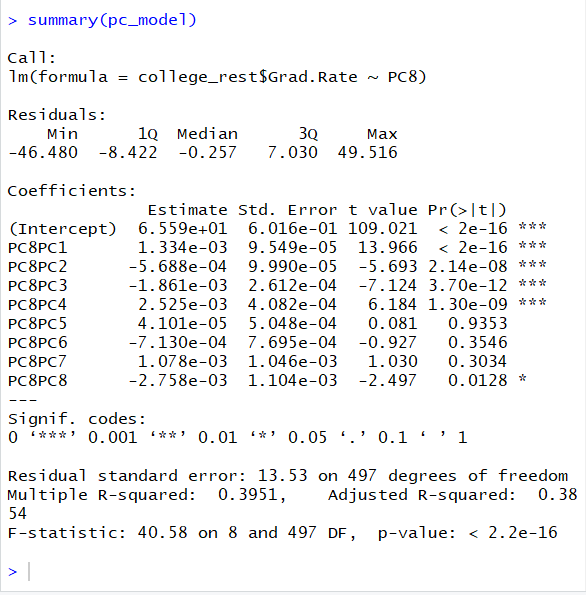 > summary(pc_model)
Call:
lm(formula = college_rest$Grad.Rate ~ PC8)
Residuals:
    Min      1Q  Median      3Q     Max
-46.480  -8.422  -0.257   7.030  49.516
Coefficients:
              Estimate Std. Error t value Pr(>|t|)
(Intercept)  6.559e+01  6.016e-01 109.021  < 2e-16 ***
PC8PC1       1.334e-03  9.549e-05  13.966  < 2e-16 ***
PC8PC2      -5.688e-04  9.990e-05  -5.693 2.14e-08 ***
PC8PC3      -1.861e-03  2.612e-04  -7.124 3.70e-12 ***
PC8PC4       2.525e-03  4.082e-04   6.184 1.30e-09 ***
PC8PC5       4.101e-05  5.048e-04   0.081   0.9353
PC8PC6      -7.130e-04  7.695e-04  -0.927   0.3546
PC8PC7       1.078e-03  1.046e-03   1.030   0.3034
PC8PC8      -2.758e-03  1.104e-03  -2.497   0.0128 *
---
Signif. codes:
0 ‘***’ 0.001 ‘**’ 0.01 ‘*’ 0.05 ‘.’ 0.1 ‘ ’ 1
Residual standard error: 13.53 on 497 degrees of freedom
Multiple R-squared:  0.3951,    Adjusted R-squared:  0.38
54
F-statistic: 40.58 on 8 and 497 DF,  p-value: < 2.2e-16
>